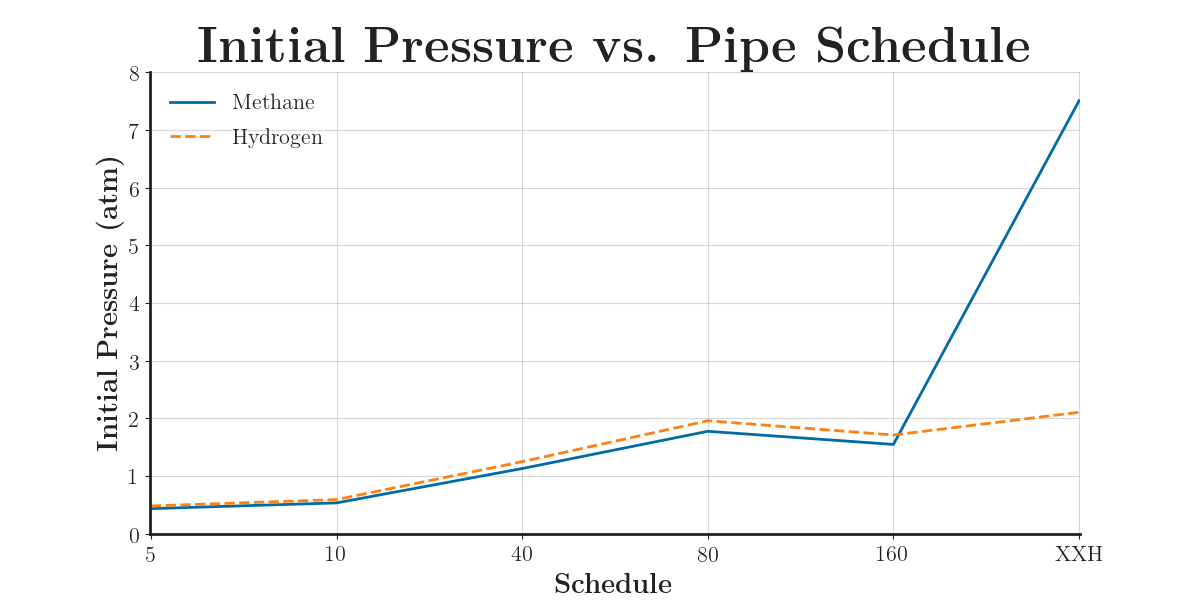 Initial Pressure vs. Pipe Schedule
Initial Pressure (atm)
8
7
6
5
4
3
2
1
0
Methane
Hydrogen
5 10 40 80 160 XXH
Schedule